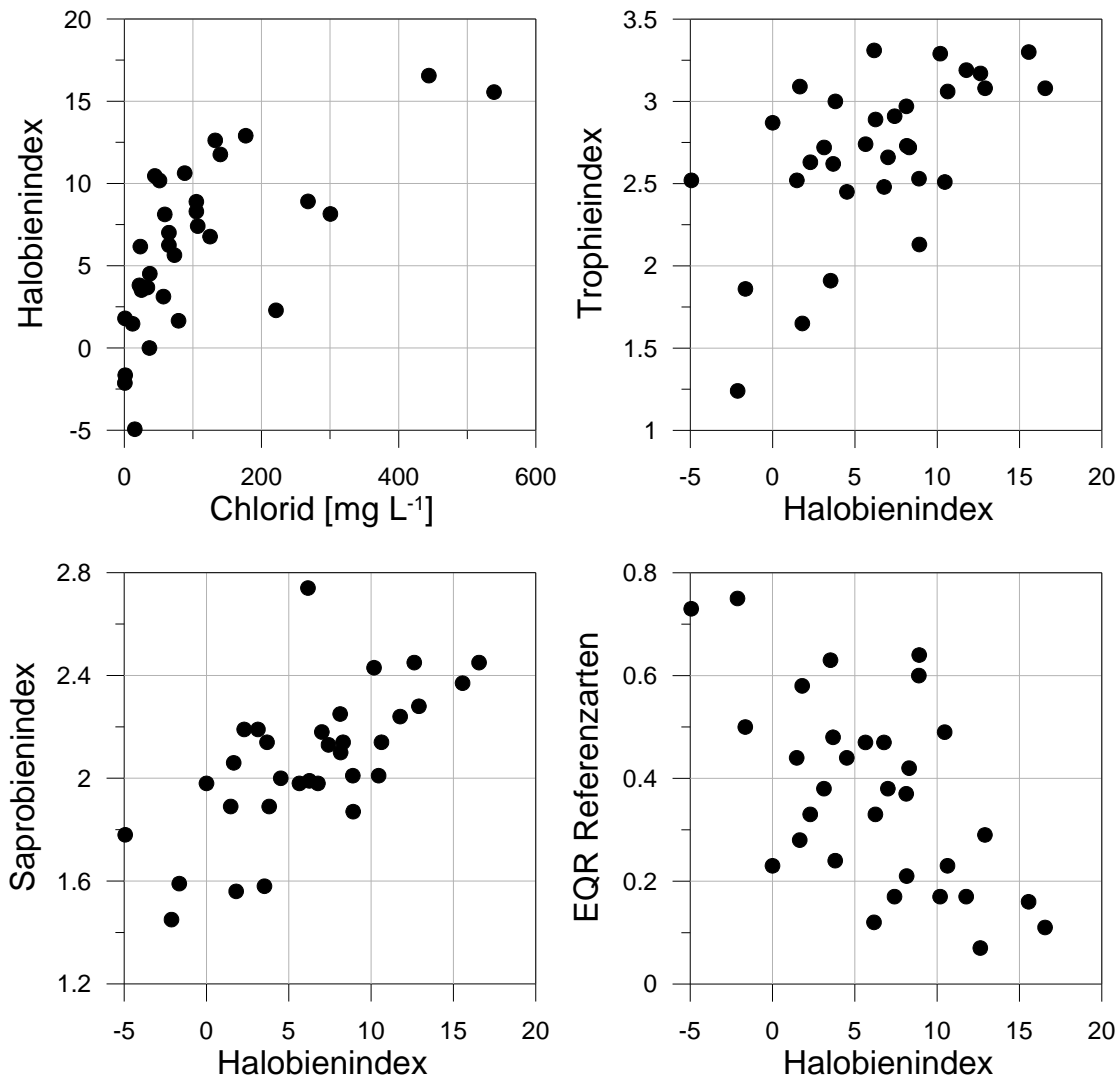 20
15
10
5
0
-5
Halobienindex
0 200 400 600
Chlorid [mg L⁻¹]
3.5
3
2.5
2
1.5
1
Trophieindex
-5 0 5 10 15 20
Halobienindex
2.8
2.4
2
1.6
1.2
Saprobienindex
-5 0 5 10 15 20
Halobienindex
0.8
0.6
0.4
0.2
0
EQR Referenzarten
-5 0 5 10 15 20
Halobienindex